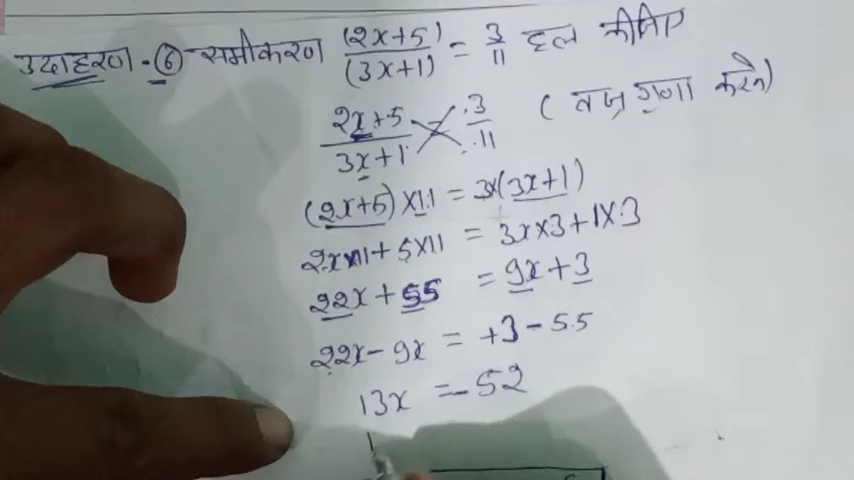 उदाहरण.⑥-समीकरण (2x+5)/(3x+1) = 3/11 हल कीजिए
(2x+5)/(3x+1) 3/11 (वज्र गुणा करने)
(2x+5)×11 = 3×(3x+1)
2x×11+5×11 = 3x×3+1×3
22x+55 = 9x+3
22x-9x = +3-55
13x = -52